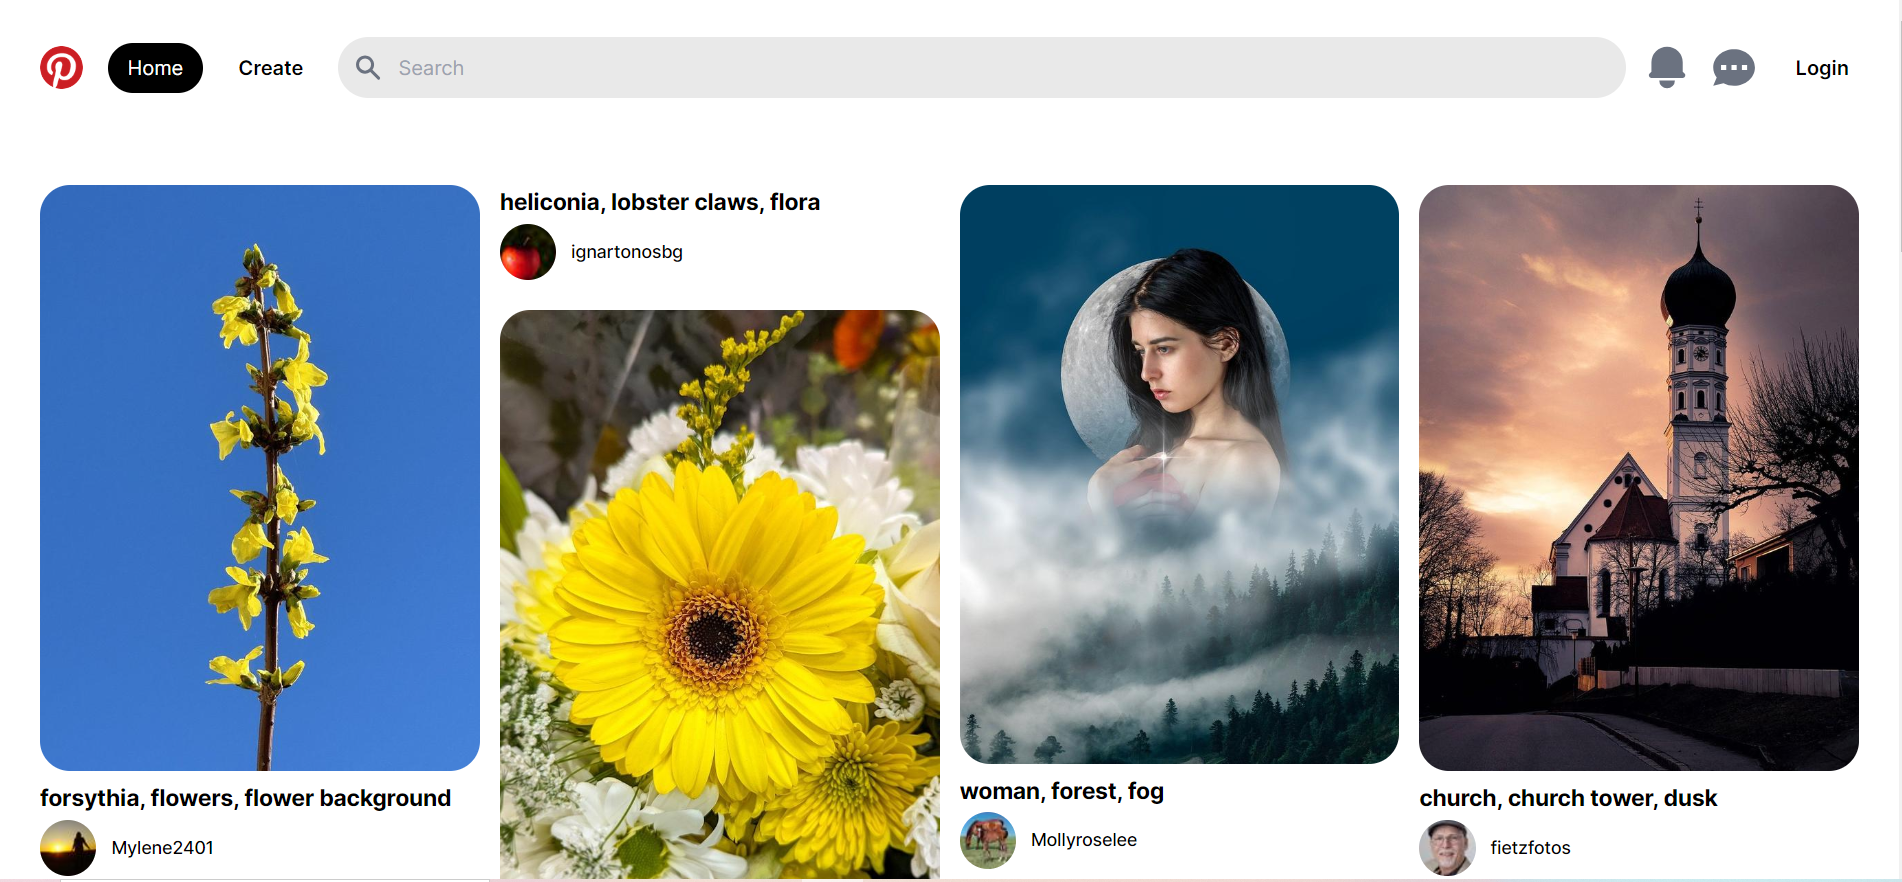 Home
Create
Search
Login
forsythia, flowers, flower background
Mylene2401
heliconia, lobster claws, flora
ignartonosbg
woman, forest, fog
Mollyroselee
church, church tower, dusk
fietzfotos